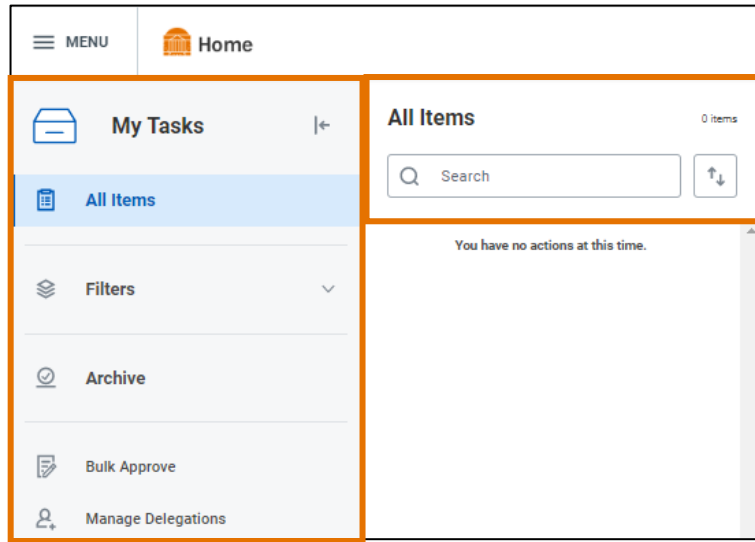 MENU
Home
My Tasks
All Items
Filters
Archive
Bulk Approve
Manage Delegations
All Items
0 items
Search
You have no actions at this time.